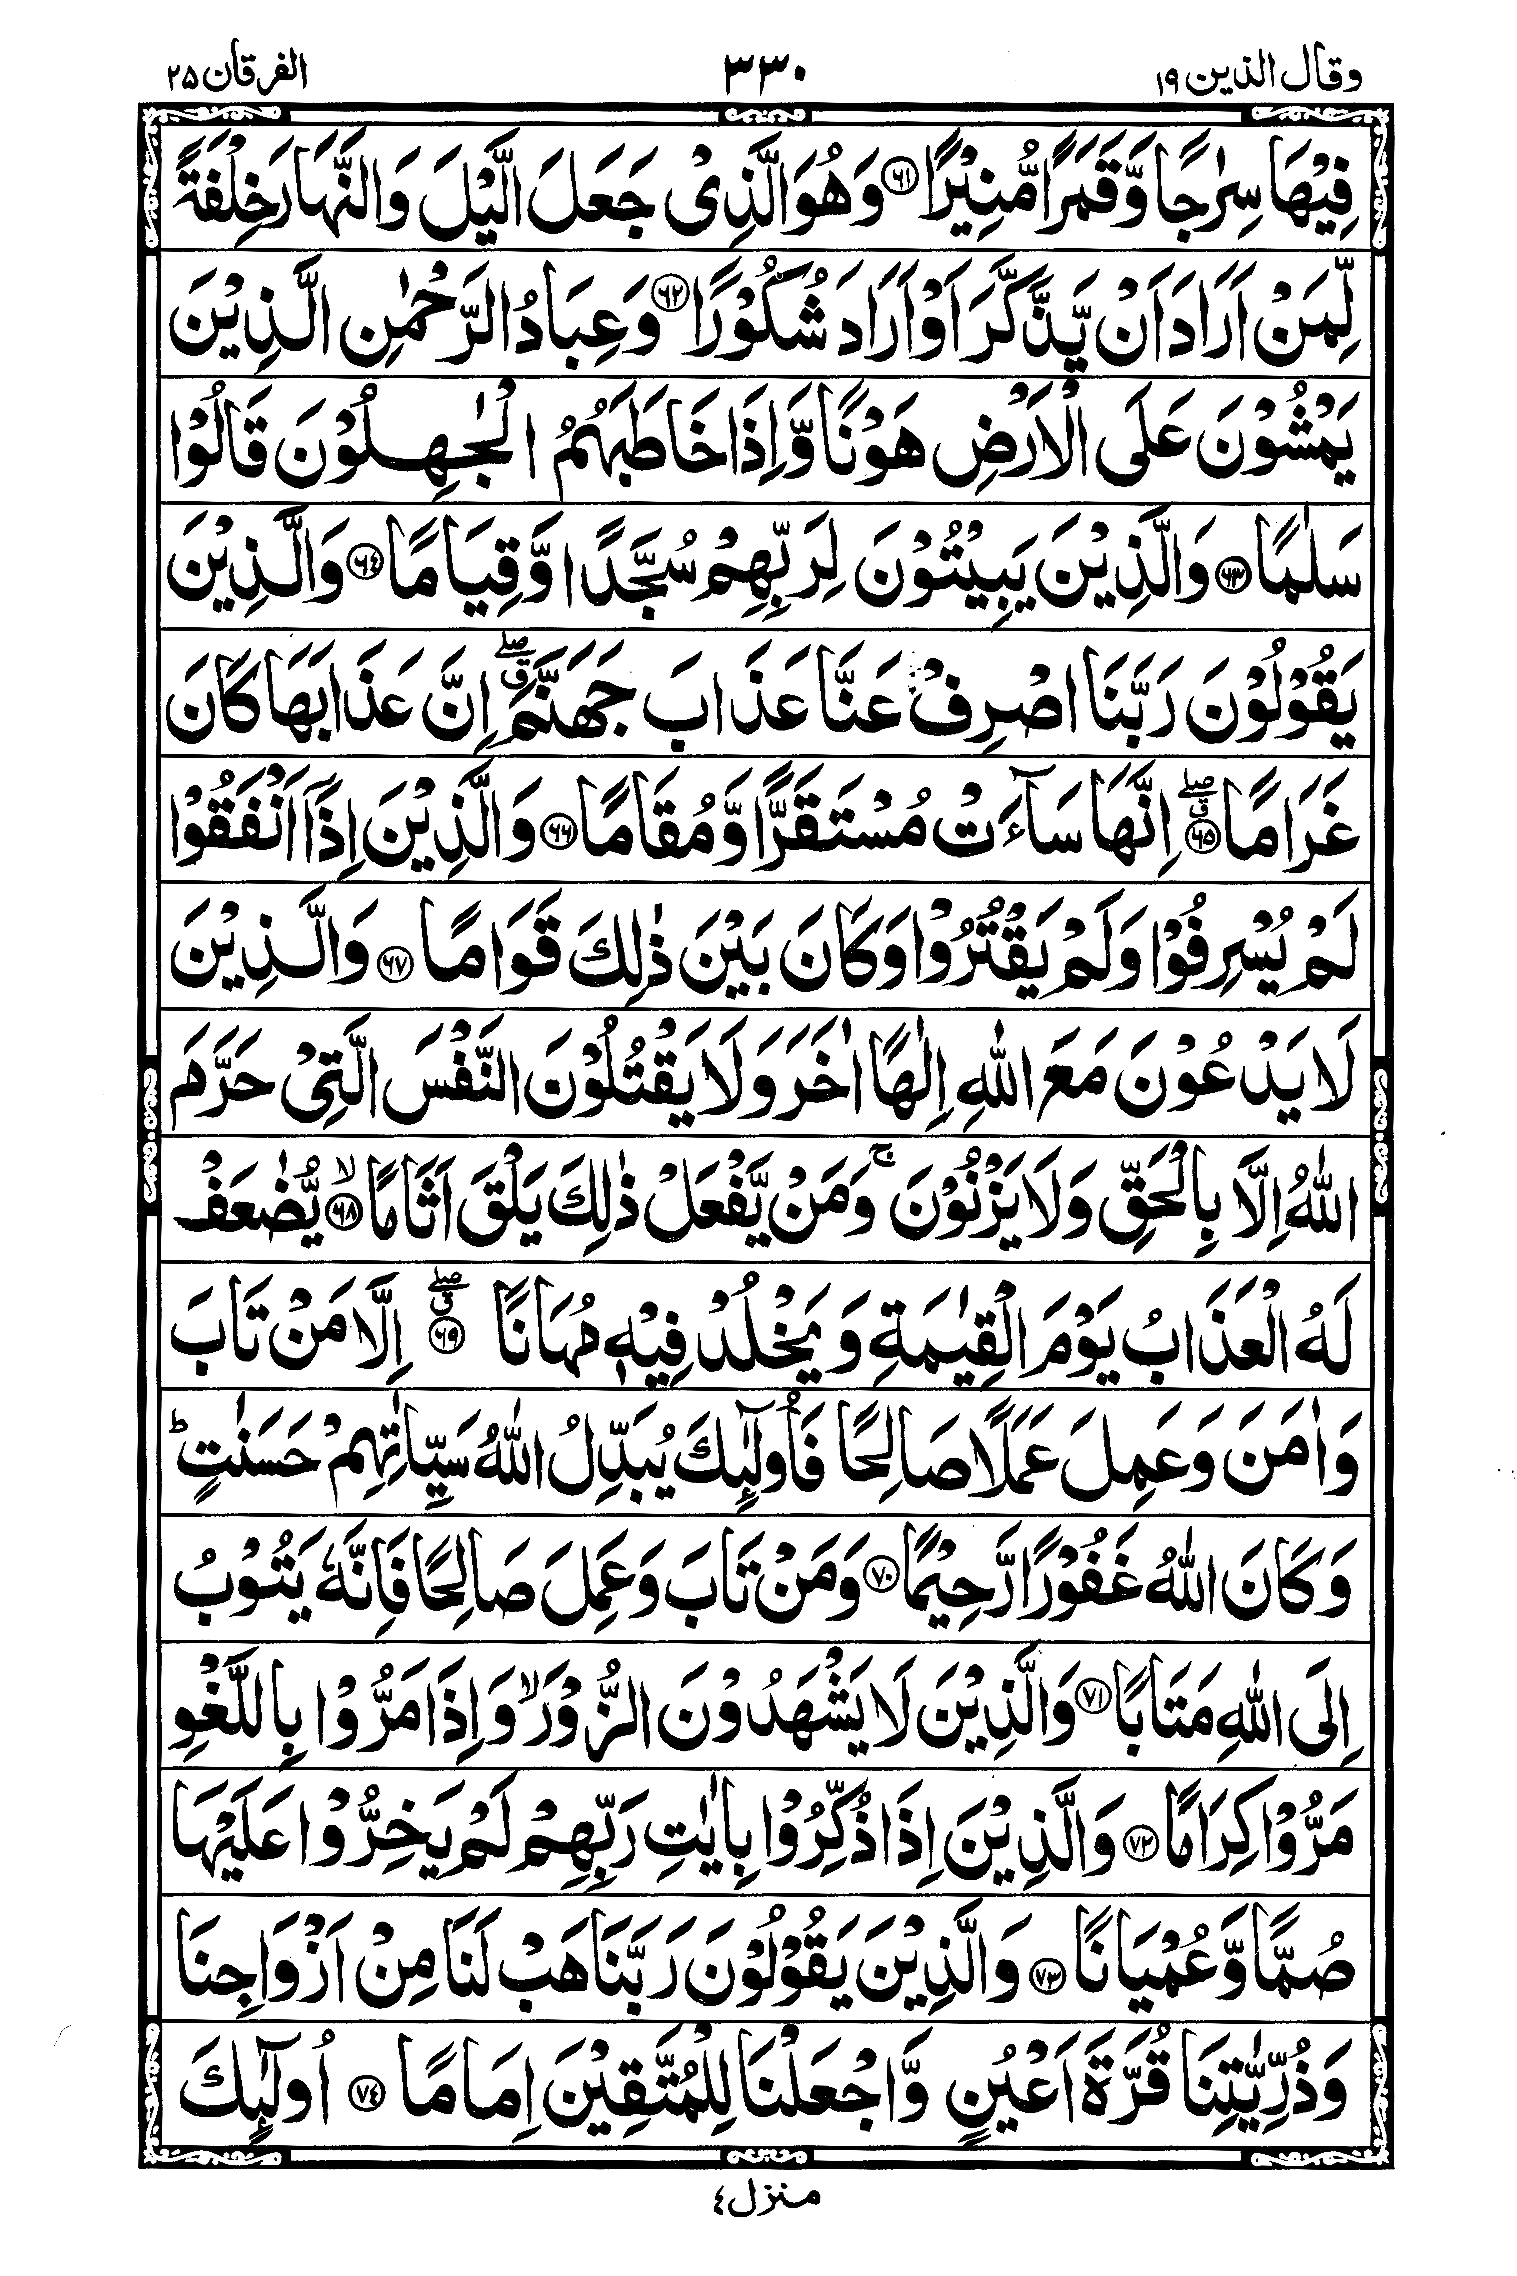 وقال الذين ١٩
٣٣٠
الفرقان ٢٥
فِيْهَا سِرٰجًا وَّقَمَرًا مُّنِيْرًا ﴿٦١﴾ وَهُوَ الَّذِيْ جَعَلَ الَّيْلَ وَالنَّهَارَ خِلْفَةً
لِّمَنْ اَرَادَ اَنْ يَّذَّكَّرَ اَوْ اَرَادَ شُكُوْرًا ﴿٦٢﴾ وَعِبَادُ الرَّحْمٰنِ الَّذِيْنَ
يَمْشُوْنَ عَلَى الْاَرْضِ هَوْنًا وَّاِذَا خَاطَبَهُمُ الْجٰهِلُوْنَ قَالُوْا
سَلٰمًا ﴿٦٣﴾ وَالَّذِيْنَ يَبِيْتُوْنَ لِرَبِّهِمْ سُجَّدًا وَّقِيَامًا ﴿٦٤﴾ وَالَّذِيْنَ
يَقُوْلُوْنَ رَبَّنَا اصْرِفْ عَنَّا عَذَابَ جَهَنَّمَ ۖق اِنَّ عَذَابَهَا كَانَ
غَرَامًا ﴿٦٥﴾ ۖق اِنَّهَا سَآءَتْ مُسْتَقَرًّا وَّمُقَامًا ﴿٦٦﴾ وَالَّذِيْنَ اِذَآ اَنْفَقُوْا
لَمْ يُسْرِفُوْا وَلَمْ يَقْتُرُوْا وَكَانَ بَيْنَ ذٰلِكَ قَوَامًا ﴿٦٧﴾ وَالَّذِيْنَ
لَا يَدْعُوْنَ مَعَ اللّٰهِ اِلٰهًا اٰخَرَ وَلَا يَقْتُلُوْنَ النَّفْسَ الَّتِيْ حَرَّمَ
اللّٰهُ اِلَّا بِالْحَقِّ وَلَا يَزْنُوْنَ ۚ وَمَنْ يَّفْعَلْ ذٰلِكَ يَلْقَ اَثَامًا ﴿٦٨﴾ ۙ يُّضٰعَفْ
لَهُ الْعَذَابُ يَوْمَ الْقِيٰمَةِ وَيَخْلُدْ فِيْهٖ مُهَانًا ﴿٦٩﴾ ۖق اِلَّا مَنْ تَابَ
وَاٰمَنَ وَعَمِلَ عَمَلًا صَالِحًا فَاُولٰٓئِكَ يُبَدِّلُ اللّٰهُ سَيِّاٰتِهِمْ حَسَنٰتٍ ؕ
وَكَانَ اللّٰهُ غَفُوْرًا رَّحِيْمًا ﴿٧٠﴾ وَمَنْ تَابَ وَعَمِلَ صَالِحًا فَاِنَّهٗ يَتُوْبُ
اِلَى اللّٰهِ مَتَابًا ﴿٧١﴾ وَالَّذِيْنَ لَا يَشْهَدُوْنَ الزُّوْرَ ۙ وَاِذَا مَرُّوْا بِاللَّغْوِ
مَرُّوْا كِرَامًا ﴿٧٢﴾ وَالَّذِيْنَ اِذَا ذُكِّرُوْا بِاٰيٰتِ رَبِّهِمْ لَمْ يَخِرُّوْا عَلَيْهَا
صُمًّا وَّعُمْيَانًا ﴿٧٣﴾ وَالَّذِيْنَ يَقُوْلُوْنَ رَبَّنَا هَبْ لَنَا مِنْ اَزْوَاجِنَا
وَذُرِّيّٰتِنَا قُرَّةَ اَعْيُنٍ وَّاجْعَلْنَا لِلْمُتَّقِيْنَ اِمَامًا ﴿٧٤﴾ اُولٰٓئِكَ
منزل ٤